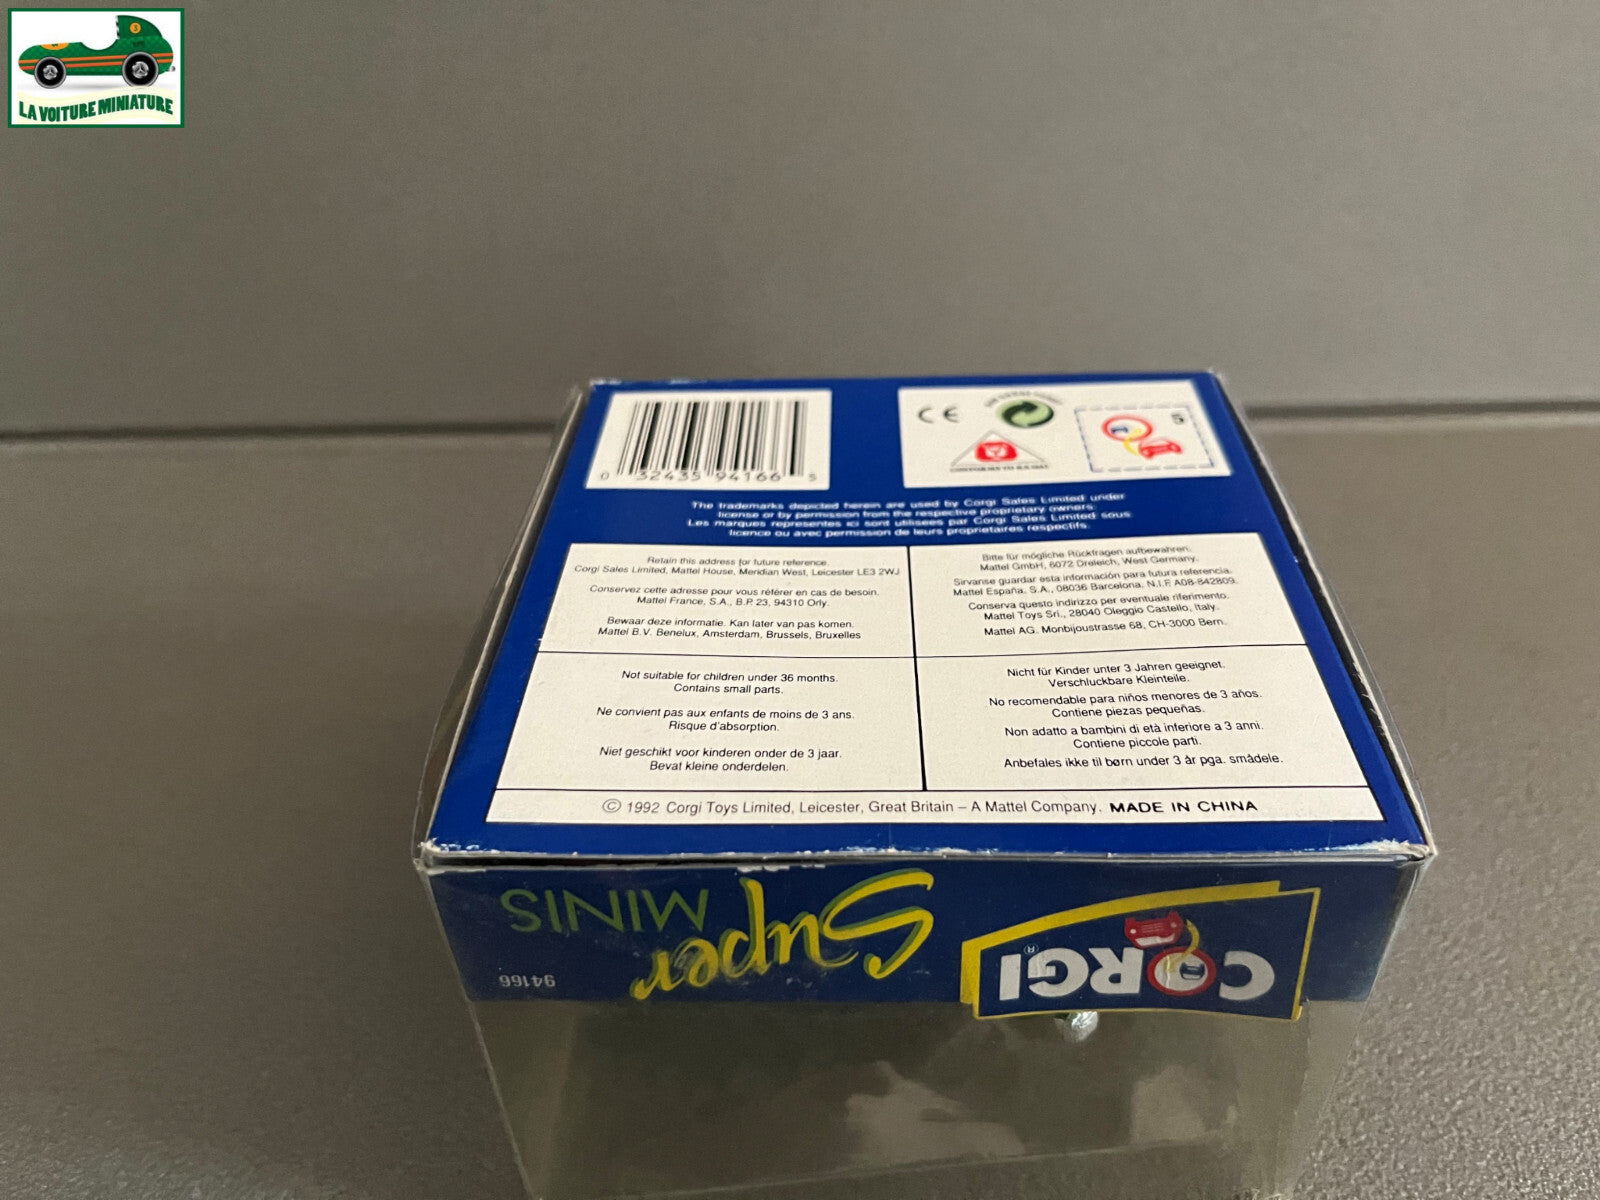 LA VOITURE MINIATURE
0 32435 94166 5
CE
5
The trademarks depicted herein are used by Corgi Sales Limited under
license or by permission from the respective proprietary owners.
Les marques representes ici sont utilisees par Corgi Sales Limited sous
licence ou avec permission de leurs proprietaires respectifs.
Retain this address for future reference.
Corgi Sales Limited, Mattel House, Meridian West, Leicester LE3 2WJ
Conservez cette adresse pour vous référer en cas de besoin.
Mattel France, S.A., B.P. 23, 94310 Orly.
Bewaar deze informatie. Kan later van pas komen.
Mattel B.V. Benelux, Amsterdam, Brussels, Bruxelles
Bitte für mögliche Rückfragen aufbewahren.
Mattel GmbH, 6072 Dreieich, West Germany.
Sirvanse guardar esta información para futura referencia.
Mattel España, S.A., 08036 Barcelona. N.I.F. A08-842809.
Conserva questo indirizzo per eventuale riferimento.
Mattel Toys Srl., 28040 Oleggio Castello, Italy.
Mattel AG. Monbijoustrasse 68, CH-3000 Bern.
Not suitable for children under 36 months.
Contains small parts.
Ne convient pas aux enfants de moins de 3 ans.
Risque d'absorption.
Niet geschikt voor kinderen onder de 3 jaar.
Bevat kleine onderdelen.
Nicht für Kinder unter 3 Jahren geeignet.
Verschluckbare Kleinteile.
No recomendable para niños menores de 3 años.
Contiene piezas pequeñas.
Non adatto a bambini di età inferiore a 3 anni.
Contiene piccole parti.
Anbefales ikke til børn under 3 år pga. smådele.
© 1992 Corgi Toys Limited, Leicester, Great Britain – A Mattel Company. MADE IN CHINA
CORGI®
Super
MINIS
94166